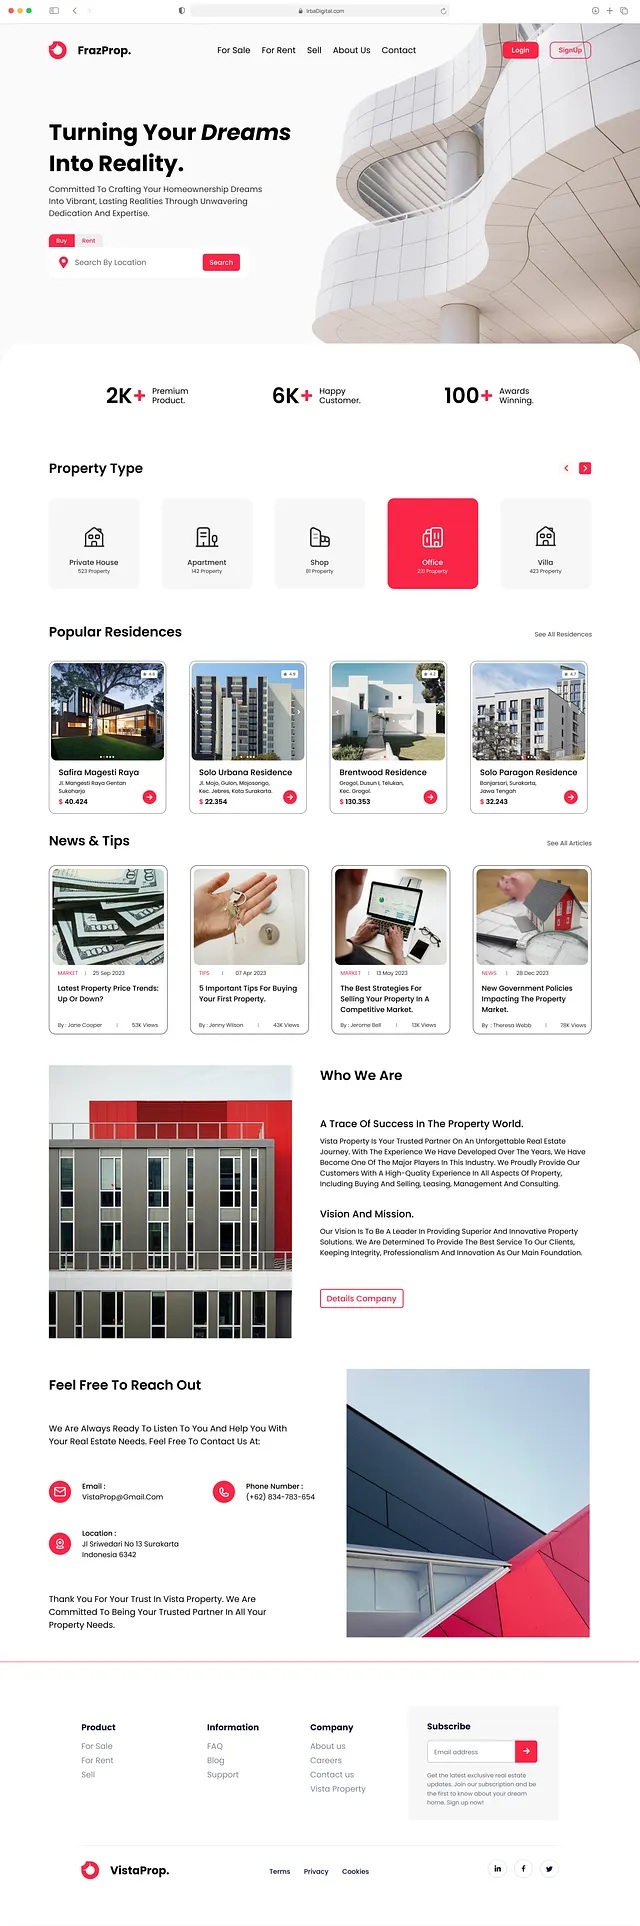 IrbaDigital.com
FrazProp.
For Sale
For Rent
Sell
About Us
Contact
Login
SignUp
Turning Your Dreams
Into Reality.
Committed To Crafting Your Homeownership Dreams
Into Vibrant, Lasting Realities Through Unwavering
Dedication And Expertise.
Buy
Rent
Search By Location
Search
2K+
Premium
Product.
6K+
Happy
Customer.
100+
Awards
Winning.
Property Type
Private House
523 Property
Apartment
142 Property
Shop
81 Property
Office
231 Property
Villa
423 Property
Popular Residences
See All Residences
4.9
4.2
Safira Magesti Raya
Jl. Mangesti Raya Gentan
Sukoharjo
$ 40.424
Solo Urbana Residence
Jl. Mojo, Gulon, Mojosongo,
Kec. Jebres, Kota Surakarta.
$ 22.354
Brentwood Residence
Grogol, Dusun I, Telukan,
Kec. Grogol.
$ 130.353
Solo Paragon Residence
Banjarsari, Surakarta,
Jawa Tengah
$ 32.243
News & Tips
See All Articles
MARKET | 25 Sep 2023
Latest Property Price Trends:
Up Or Down?
By : Jane Cooper | 53K Views
TIPS | 07 Apr 2023
5 Important Tips For Buying
Your First Property.
By : Jenny Wilson | 43K Views
MARKET | 13 May 2023
The Best Strategies For
Selling Your Property In A
Competitive Market.
By : Jerome Bell | 13K Views
NEWS | 28 Dec 2023
New Government Policies
Impacting The Property
Market.
By : Theresa Webb | 78K Views
Who We Are
A Trace Of Success In The Property World.
Vista Property Is Your Trusted Partner On An Unforgettable Real Estate
Journey. With The Experience We Have Developed Over The Years, We Have
Become One Of The Major Players In This Industry. We Proudly Provide Our
Customers With A High-Quality Experience In All Aspects Of Property,
Including Buying And Selling, Leasing, Management And Consulting.
Vision And Mission.
Our Vision Is To Be A Leader In Providing Superior And Innovative Property
Solutions. We Are Determined To Provide The Best Service To Our Clients,
Keeping Integrity, Professionalism And Innovation As Our Main Foundation.
Details Company
Feel Free To Reach Out
We Are Always Ready To Listen To You And Help You With
Your Real Estate Needs. Feel Free To Contact Us At:
Email :
VistaProp@Gmail.Com
Phone Number :
(+62) 834-783-654
Location :
Jl Sriwedari No 13 Surakarta
Indonesia 6342
Thank You For Your Trust In Vista Property. We Are
Committed To Being Your Trusted Partner In All Your
Property Needs.
Product
For Sale
For Rent
Sell
Information
FAQ
Blog
Support
Company
About us
Careers
Contact us
Vista Property
Subscribe
Email address
Get the latest exclusive real estate
updates. Join our subscription and be
the first to know about your dream
home. Sign up now!
VistaProp.
Terms
Privacy
Cookies